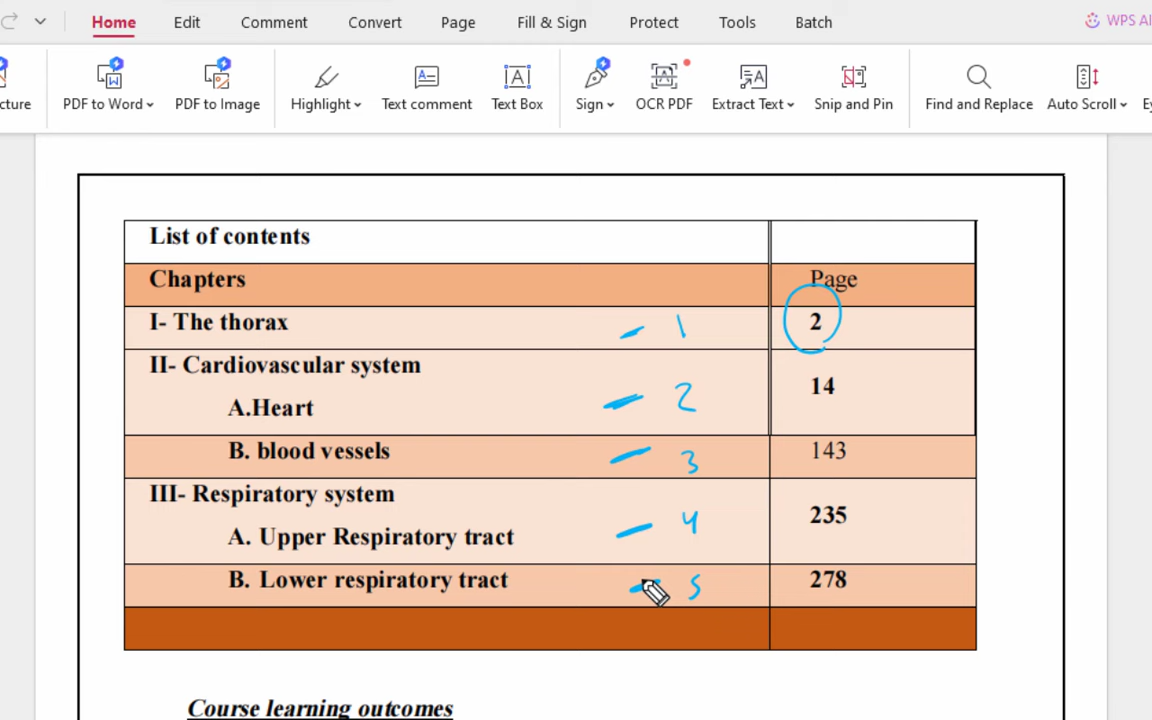 Home Edit Comment Convert Page Fill & Sign Protect Tools Batch WPS AI
cture PDF to Word PDF to Image Highlight Text comment Text Box Sign OCR PDF Extract Text Snip and Pin Find and Replace Auto Scroll Ey
List of contents
Chapters Page
I- The thorax - 1 2
II- Cardiovascular system
A.Heart - 2 14
B. blood vessels - 3 143
III- Respiratory system
A. Upper Respiratory tract - 4 235
B. Lower respiratory tract - 5 278
Course learning outcomes